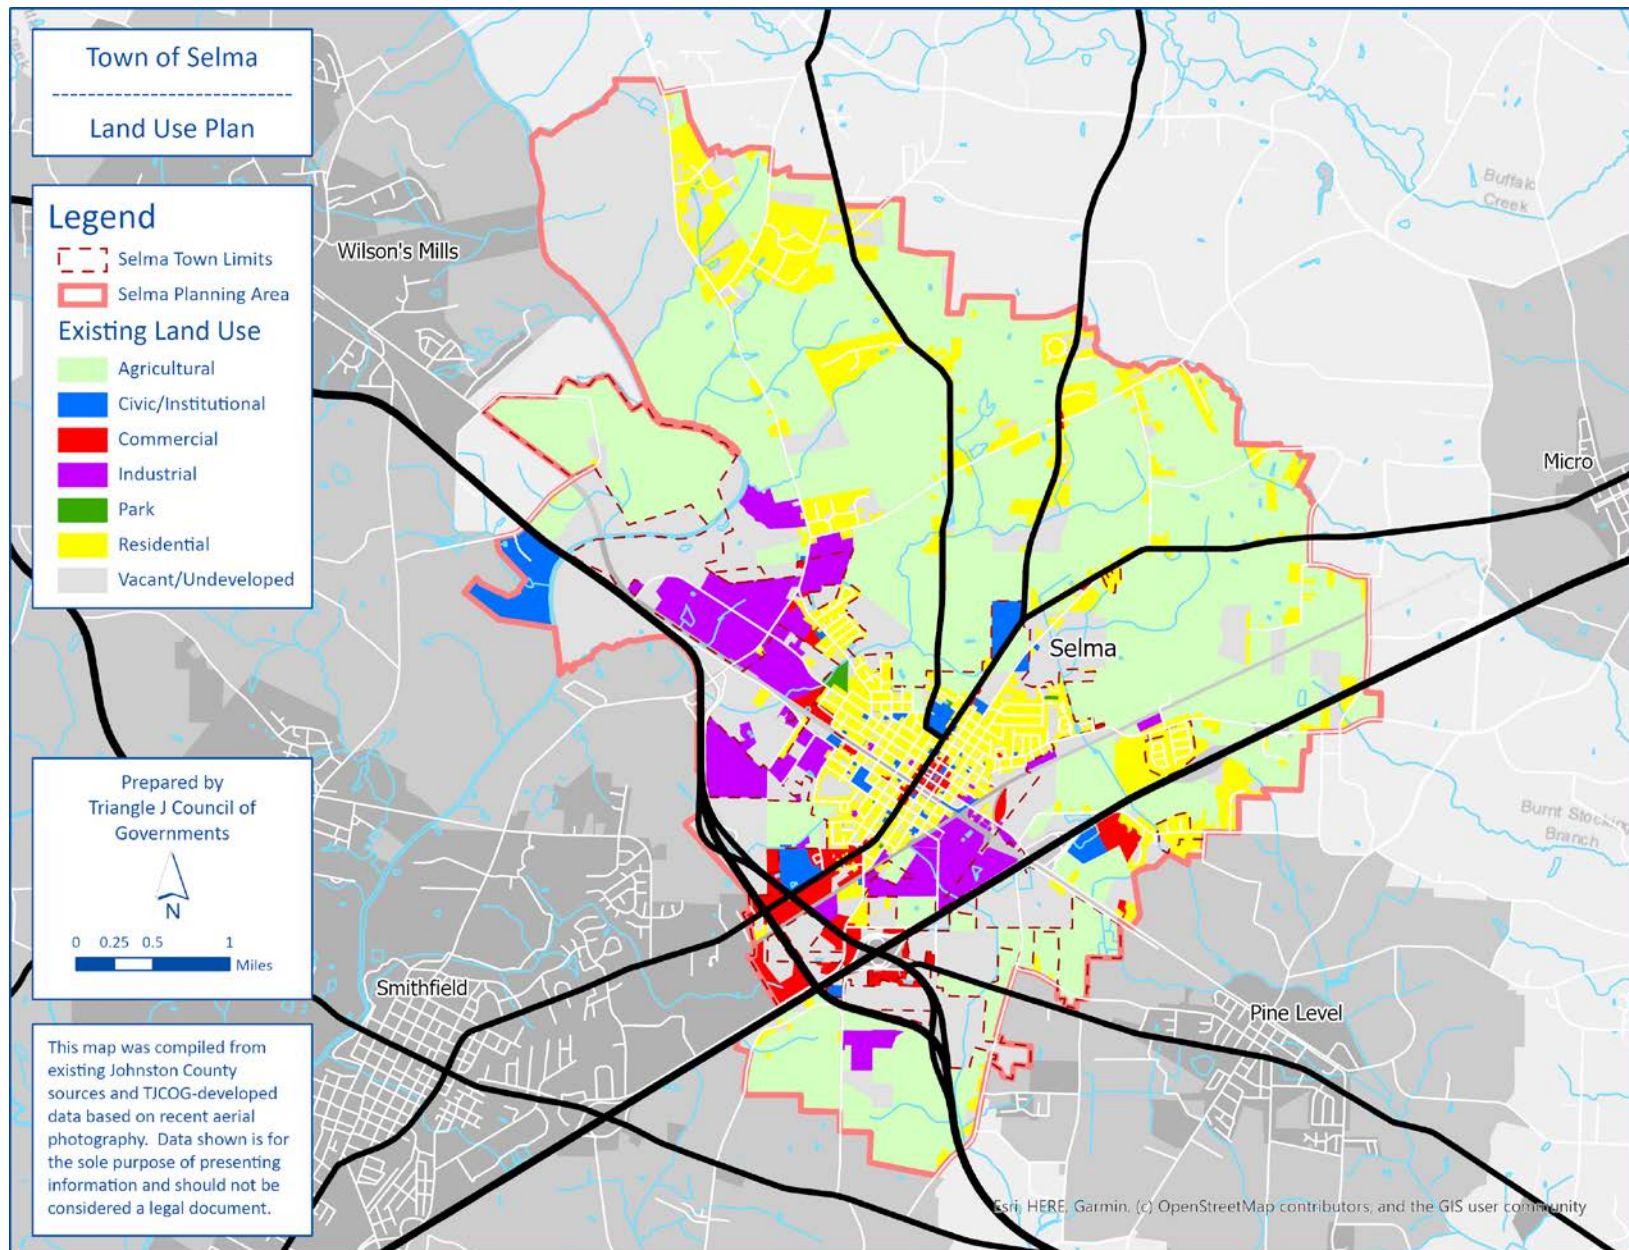 Town of Selma
Land Use Plan
Legend
Selma Town Limits
Selma Planning Area
Existing Land Use
Agricultural
Civic/Institutional
Commercial
Industrial
Park
Residential
Vacant/Undeveloped
Prepared by
Triangle J Council of
Governments
N
0 0.25 0.5 1
Miles
This map was compiled from
existing Johnston County
sources and TJCOG-developed
data based on recent aerial
photography. Data shown is for
the sole purpose of presenting
information and should not be
considered a legal document.
Creek
Wilson's Mills
Buffalo
Creek
Micro
Selma
Burnt Stocking
Branch
Smithfield
Pine Level
Esri, HERE, Garmin, (c) OpenStreetMap contributors, and the GIS user community